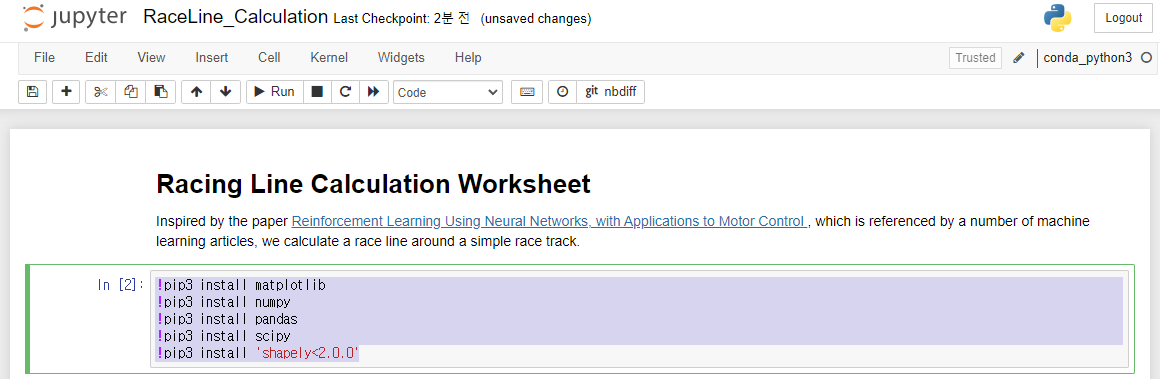 jupyter RaceLine_Calculation Last Checkpoint: 2분 전 (unsaved changes) Logout
File Edit View Insert Cell Kernel Widgets Help Trusted conda_python3
Run Code git nbdiff
Racing Line Calculation Worksheet
Inspired by the paper Reinforcement Learning Using Neural Networks, with Applications to Motor Control , which is referenced by a number of machine
learning articles, we calculate a race line around a simple race track.
In [2]: !pip3 install matplotlib
!pip3 install numpy
!pip3 install pandas
!pip3 install scipy
!pip3 install 'shapely<2.0.0'